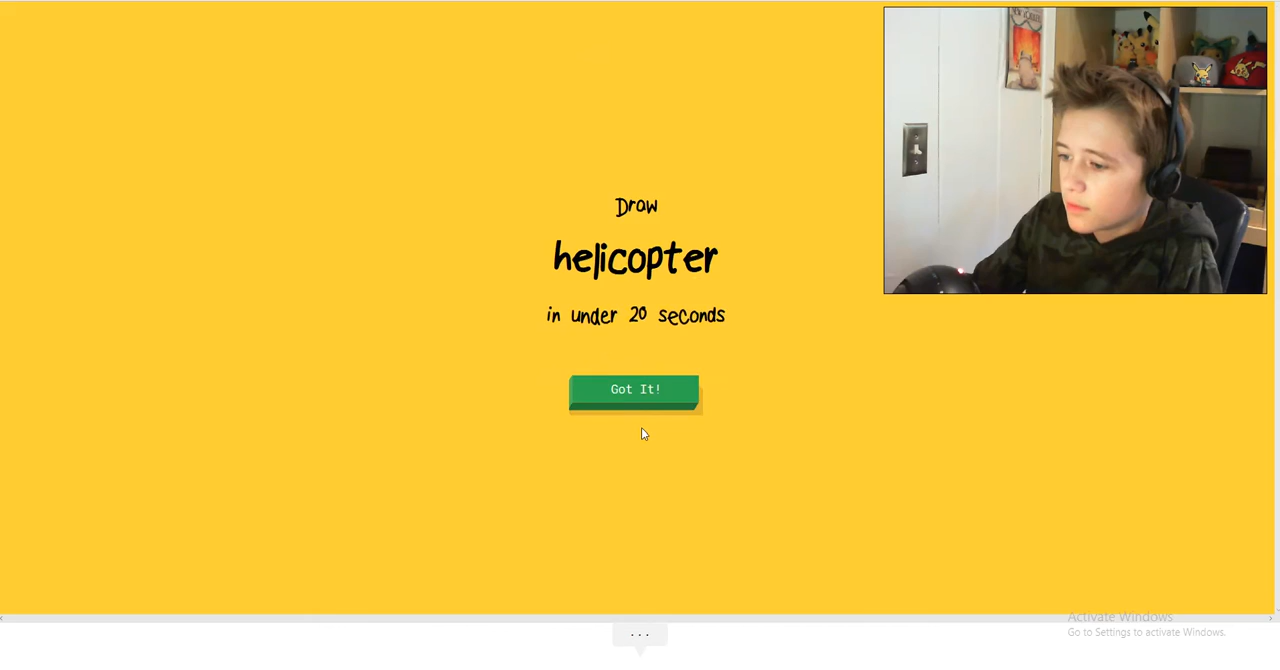 Draw
helicopter
in under 20 seconds
Got It!
Activate Windows
Go to Settings to activate Windows.
...